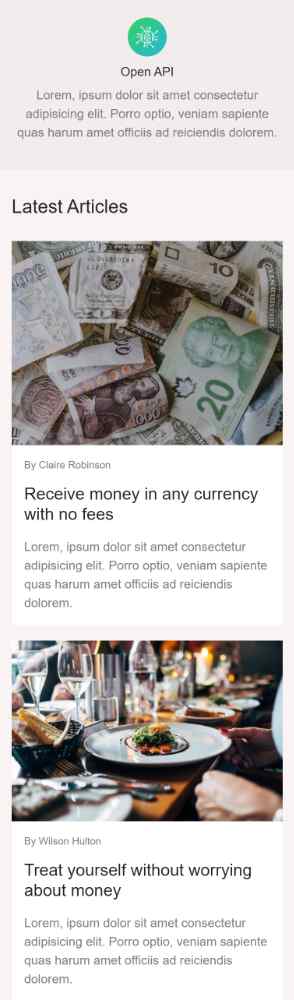 Open API
Lorem, ipsum dolor sit amet consectetur
adipisicing elit. Porro optio, veniam sapiente
quas harum amet officiis ad reiciendis dolorem.
Latest Articles
10
1000
20
By Claire Robinson
Receive money in any currency
with no fees
Lorem, ipsum dolor sit amet consectetur
adipisicing elit. Porro optio, veniam sapiente
quas harum amet officiis ad reiciendis
dolorem.
By Wilson Hulton
Treat yourself without worrying
about money
Lorem, ipsum dolor sit amet consectetur
adipisicing elit. Porro optio, veniam sapiente
quas harum amet officiis ad reiciendis
dolorem.